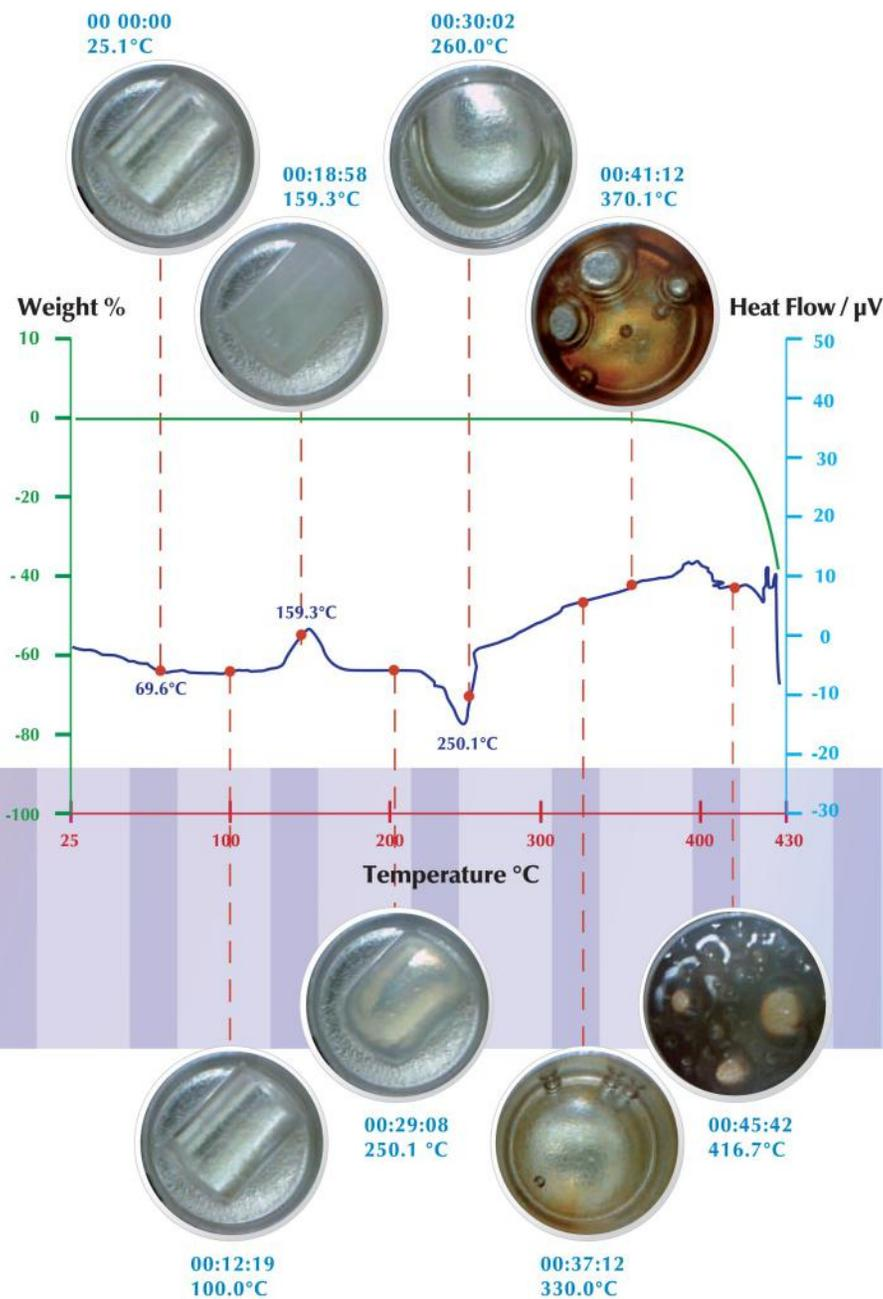 00 00:00
25.1°C
00:30:02
260.0°C
00:18:58
159.3°C
00:41:12
370.1°C
Weight %
Heat Flow / µV
10
0
-20
- 40
-60
-80
-100
50
40
30
20
10
0
-10
-20
-30
159.3°C
69.6°C
250.1°C
25
100
200
300
400
430
Temperature °C
00:29:08
250.1 °C
00:45:42
416.7°C
00:12:19
100.0°C
00:37:12
330.0°C